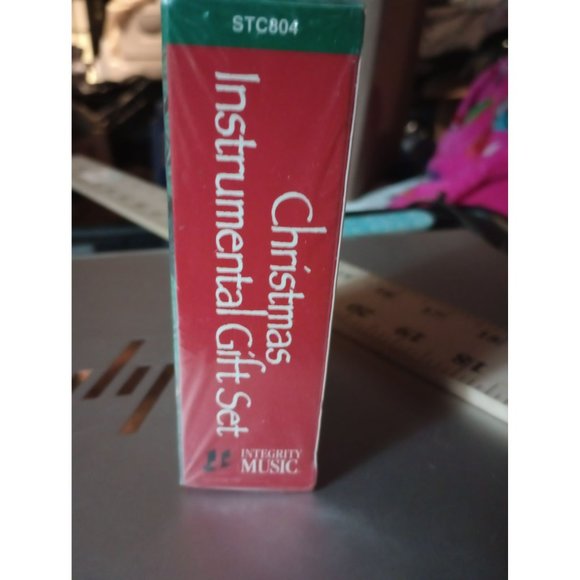 STC804
Christmas
Instrumental Gift Set
INTEGRITY
MUSIC